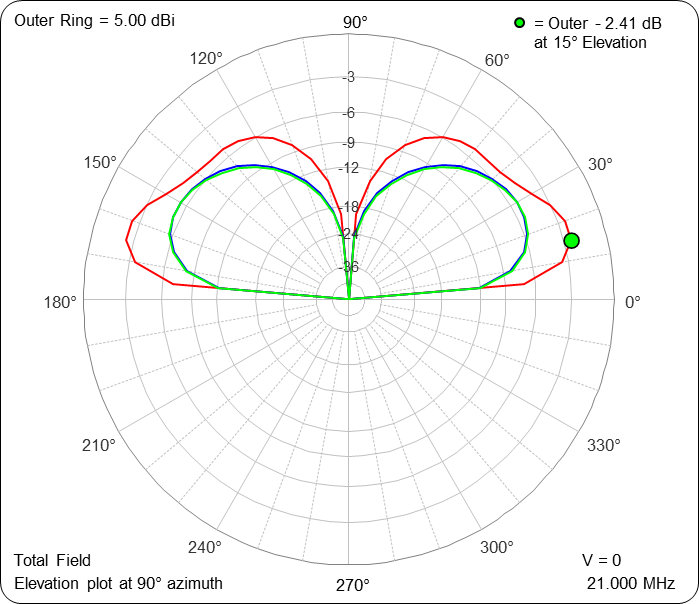 Outer Ring = 5.00 dBi
90°
= Outer - 2.41 dB
at 15° Elevation
120°
60°
-3
-6
-9
-12
150°
30°
-18
-24
-36
180°
0°
210°
330°
240°
300°
Total Field
V = 0
Elevation plot at 90° azimuth
270°
21.000 MHz